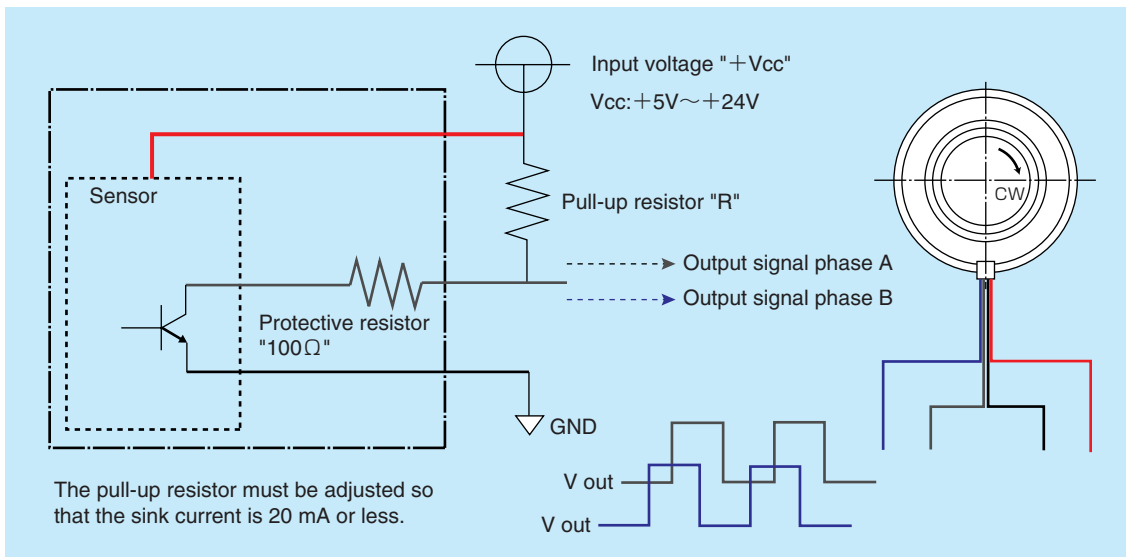 Input voltage "+Vcc"
Vcc:+5V～+24V
Sensor
Pull-up resistor "R"
CW
Output signal phase A
Output signal phase B
Protective resistor
"100Ω"
GND
V out
V out
The pull-up resistor must be adjusted so
that the sink current is 20 mA or less.